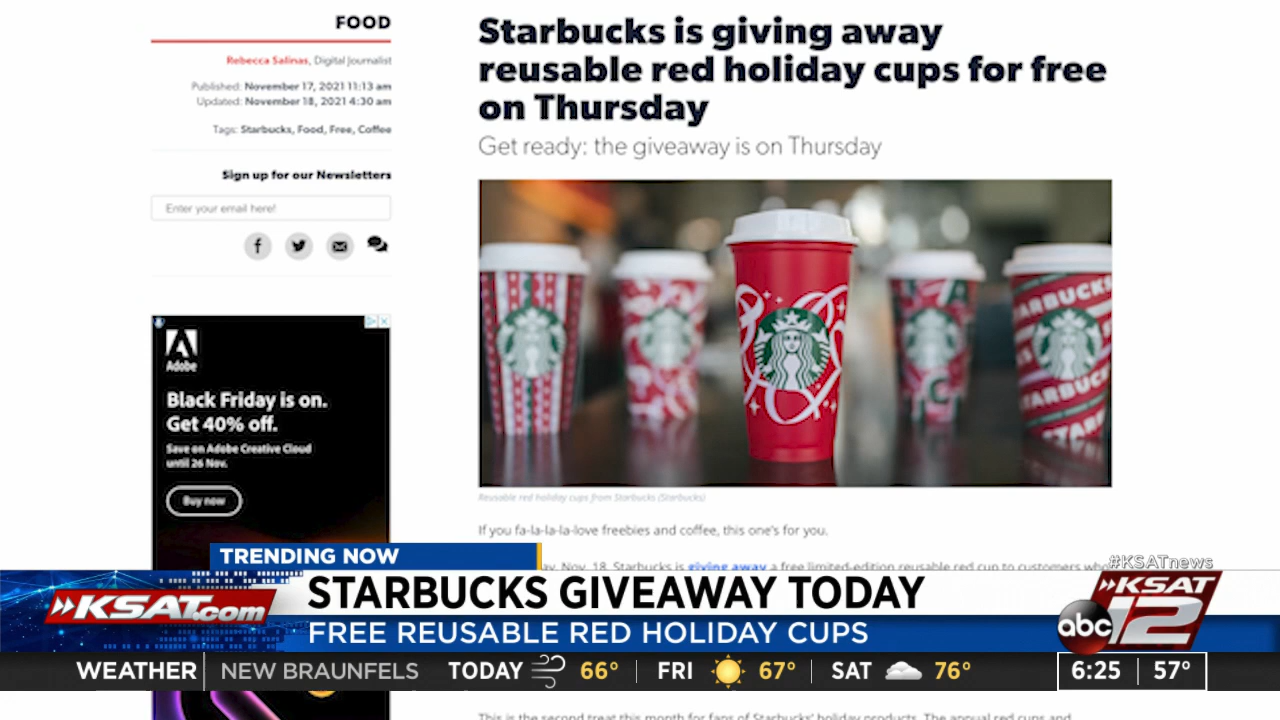 FOOD
Rebecca Salinas, Digital Journalist
Published: November 17, 2021 11:13 am
Updated: November 18, 2021 4:30 am
Tags: Starbucks, Food, Free, Coffee
Sign up for our Newsletters
Enter your email here!
Adobe
Black Friday is on.
Get 40% off.
Save on Adobe Creative Cloud
until 26 Nov.
Buy now
Starbucks is giving away
reusable red holiday cups for free
on Thursday
Get ready: the giveaway is on Thursday
STARBUCKS
STARBUCKS
Reusable red holiday cups from Starbucks (Starbucks)
If you fa-la-la-la-love freebies and coffee, this one's for you.
Nov. 18, Starbucks is giving away a free limited-edition reusable red cup to customers who
#KSATnews
TRENDING NOW
KSAT.com
STARBUCKS GIVEAWAY TODAY
FREE REUSABLE RED HOLIDAY CUPS
abc KSAT 12
WEATHER NEW BRAUNFELS TODAY 66° FRI 67° SAT 76° 6:25 57°
This is the second treat this month for fans of Starbucks' holiday products. The annual red cups and